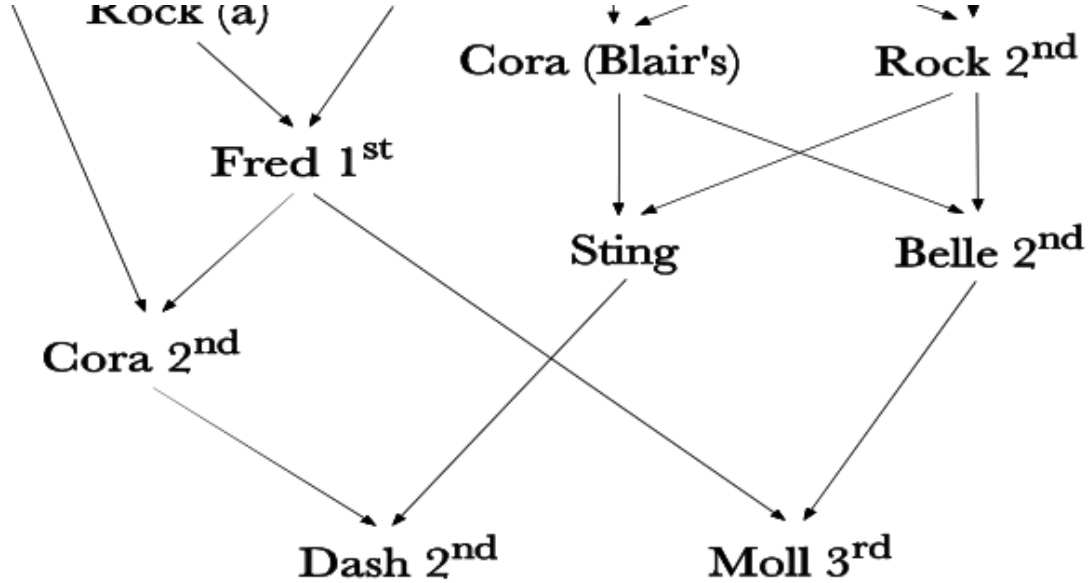 Rock (a)
Cora (Blair's)
Rock 2nd
Fred 1st
Sting
Belle 2nd
Cora 2nd
Dash 2nd
Moll 3rd